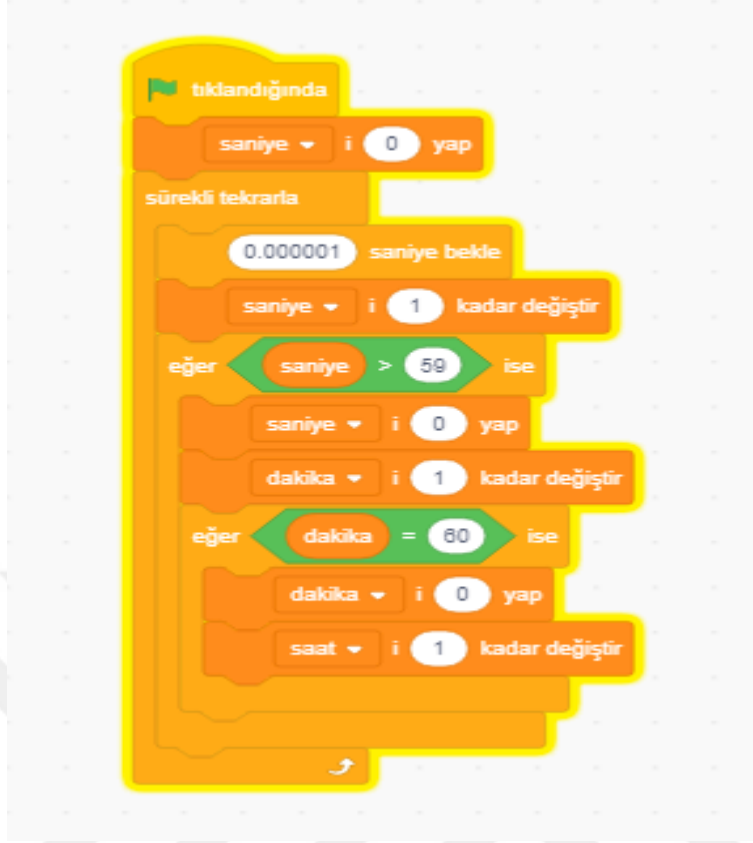 tıklandığında
saniye i 0 yap
sürekli tekrarla
0.000001 saniye bekle
saniye i 1 kadar değiştir
eğer saniye > 59 ise
saniye i 0 yap
dakika i 1 kadar değiştir
eğer dakika = 60 ise
dakika i 0 yap
saat i 1 kadar değiştir